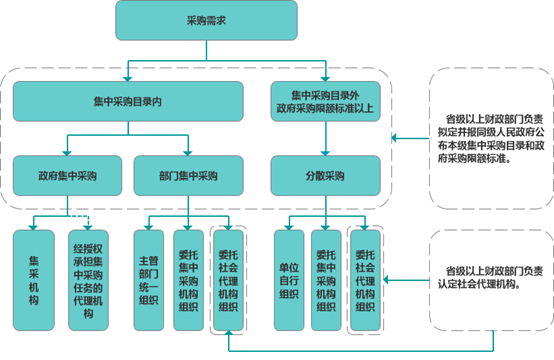 采购需求
集中采购目录内
集中采购目录外
政府采购限额标准以上
省级以上财政部门负责
拟定并报同级人民政府公
布本级集中采购目录和政
府采购限额标准。
政府集中采购
部门集中采购
分散采购
集
采
机
构
经授权
承担集
中采购
任务的
代理机
构
主管
部门
统一
组织
委托
集中
采购
机构
组织
委托
社会
代理
机构
组织
单位
自行
组织
委托
集中
采购
机构
组织
委托
社会
代理
机构
组织
省级以上财政部门负责
认定社会代理机构。